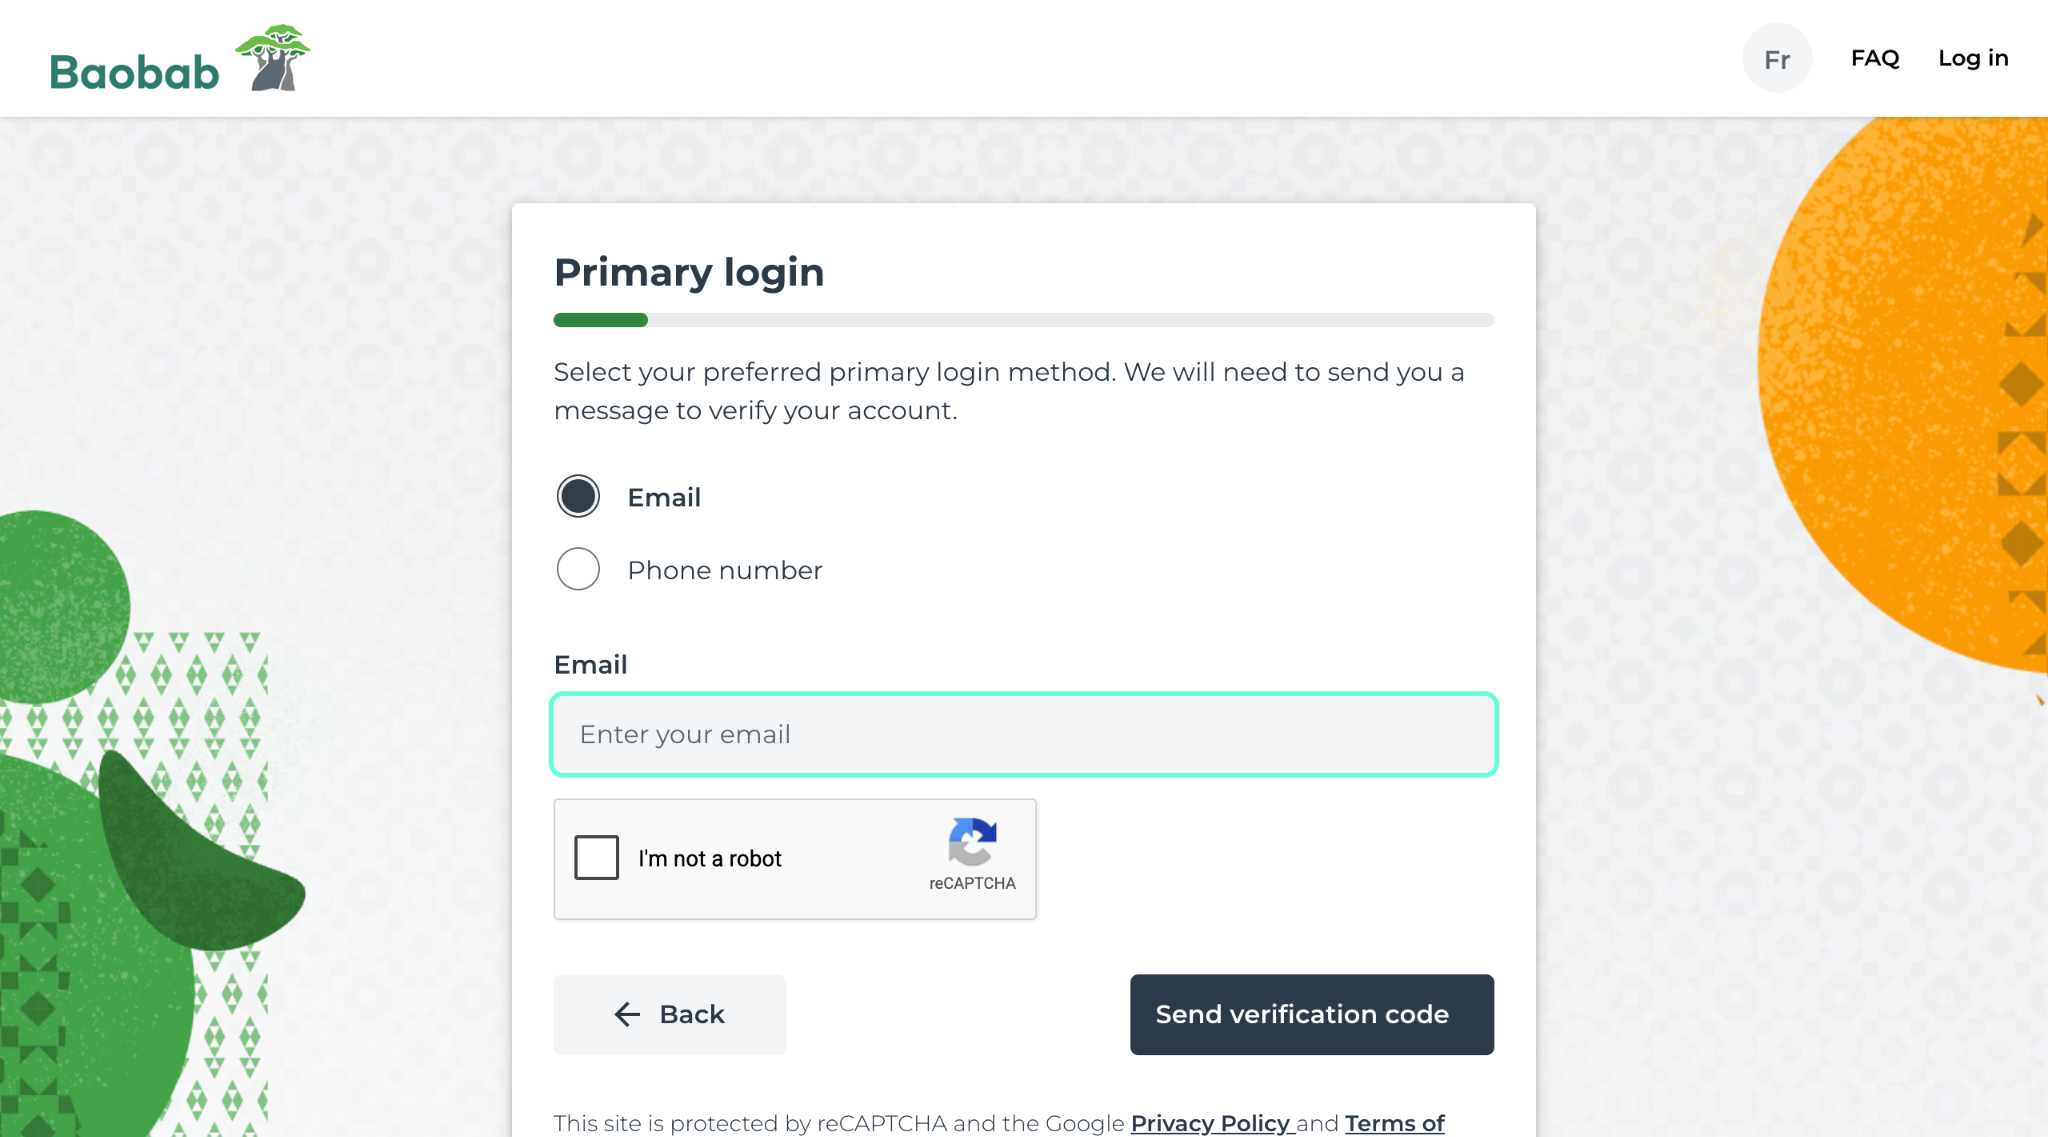 Baobab
Fr
FAQ
Log in
Primary login
Select your preferred primary login method. We will need to send you a
message to verify your account.
Email
Phone number
Email
Enter your email
I'm not a robot
reCAPTCHA
Back
Send verification code
This site is protected by reCAPTCHA and the Google Privacy Policy and Terms of